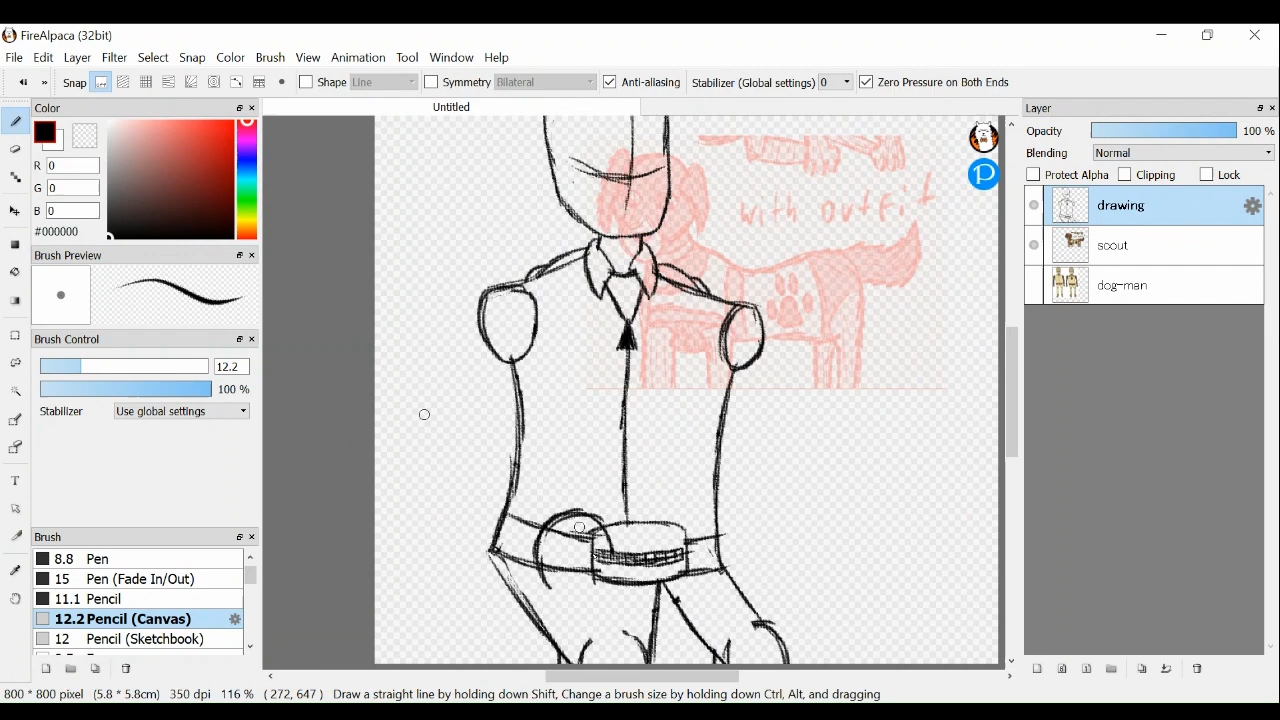 FireAlpaca (32bit)
File Edit Layer Filter Select Snap Color Brush View Animation Tool Window Help
Snap Shape Line Symmetry Bilateral Anti-aliasing Stabilizer (Global settings) 0 Zero Pressure on Both Ends
Color
Untitled
Layer
Opacity 100 %
Blending Normal
Protect Alpha Clipping Lock
R 0
G 0
B 0
#000000
drawing
scout
dog-man
with outfit
P
Brush Preview
Brush Control
12.2
100 %
Stabilizer Use global settings
Brush
8.8 Pen
15 Pen (Fade In/Out)
11.1 Pencil
12.2 Pencil (Canvas)
12 Pencil (Sketchbook)
800 * 800 pixel (5.8 * 5.8cm) 350 dpi 116 % ( 272, 647 ) Draw a straight line by holding down Shift, Change a brush size by holding down Ctrl, Alt, and dragging